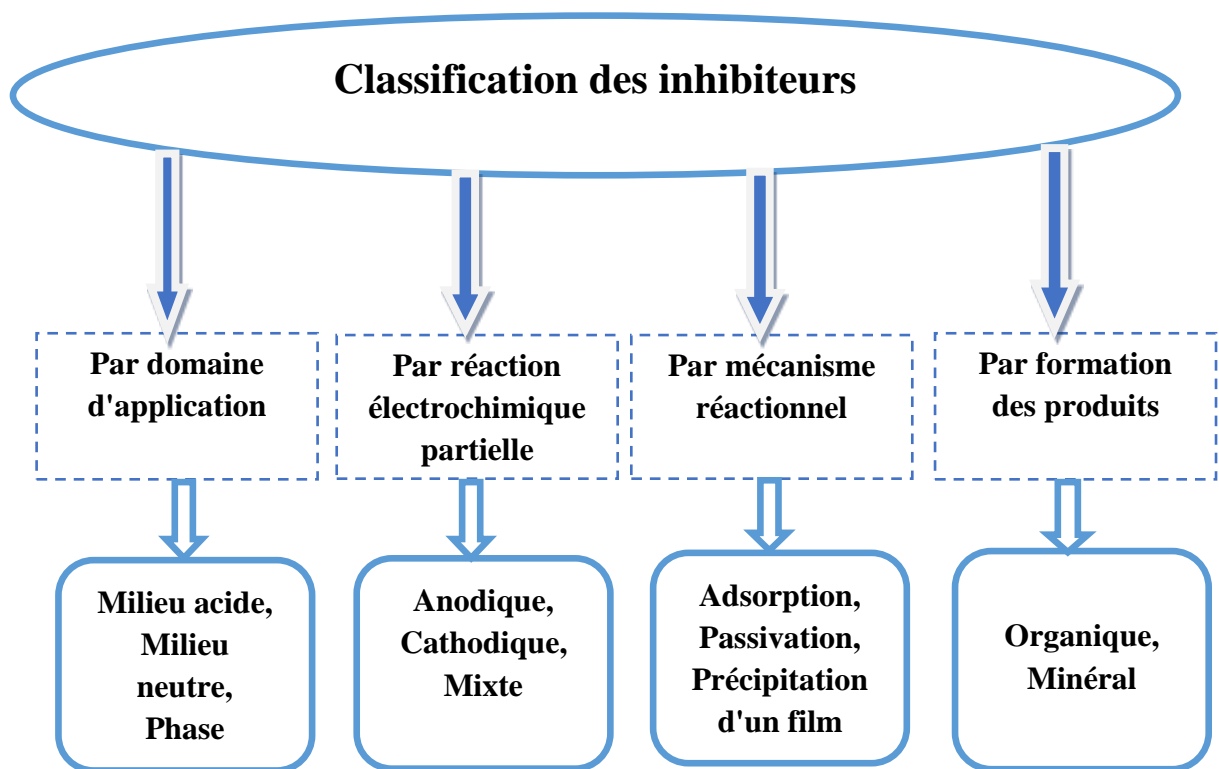 Classification des inhibiteurs
Par domaine
d'application
Par réaction
électrochimique
partielle
Par mécanisme
réactionnel
Par formation
des produits
Milieu acide,
Milieu
neutre,
Phase
Anodique,
Cathodique,
Mixte
Adsorption,
Passivation,
Précipitation
d'un film
Organique,
Minéral